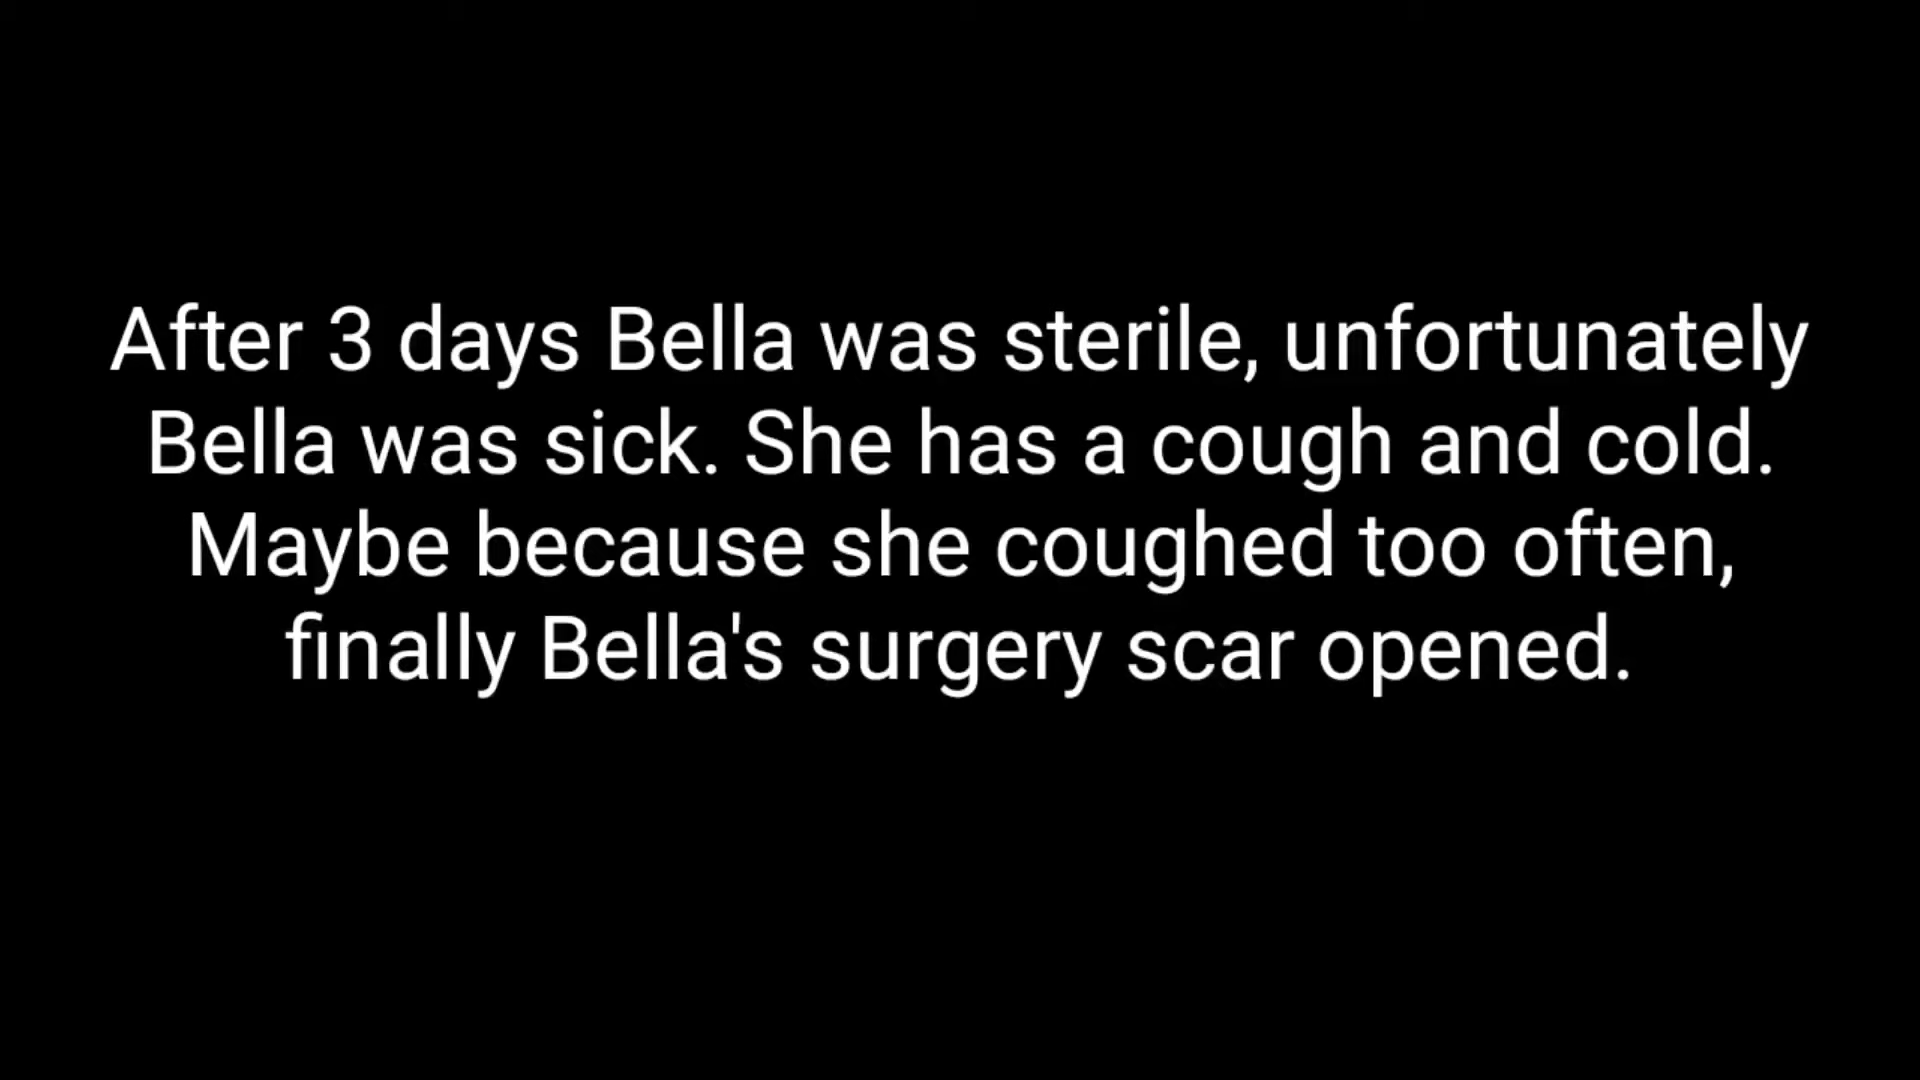 After 3 days Bella was sterile, unfortunately
Bella was sick. She has a cough and cold.
Maybe because she coughed too often,
finally Bella's surgery scar opened.